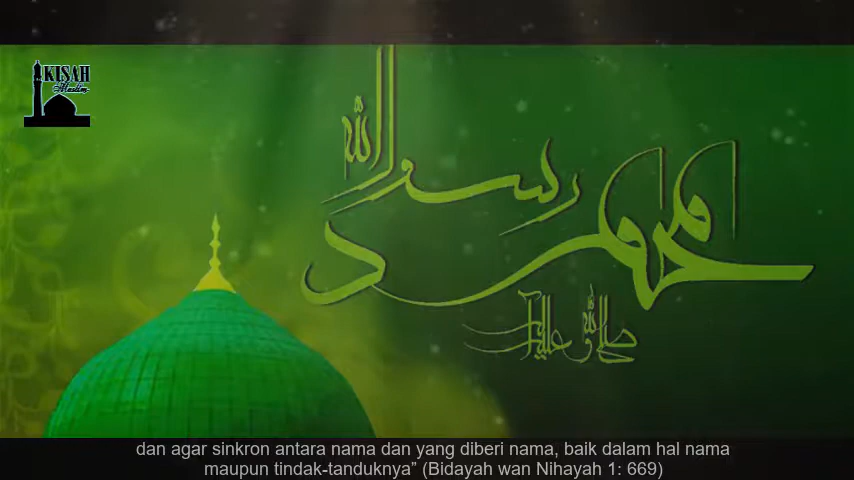 KISAH
Muslim
رسول الله
محمد
صلى الله عليه و
dan agar sinkron antara nama dan yang diberi nama, baik dalam hal nama
maupun tindak-tanduknya” (Bidayah wan Nihayah 1: 669)